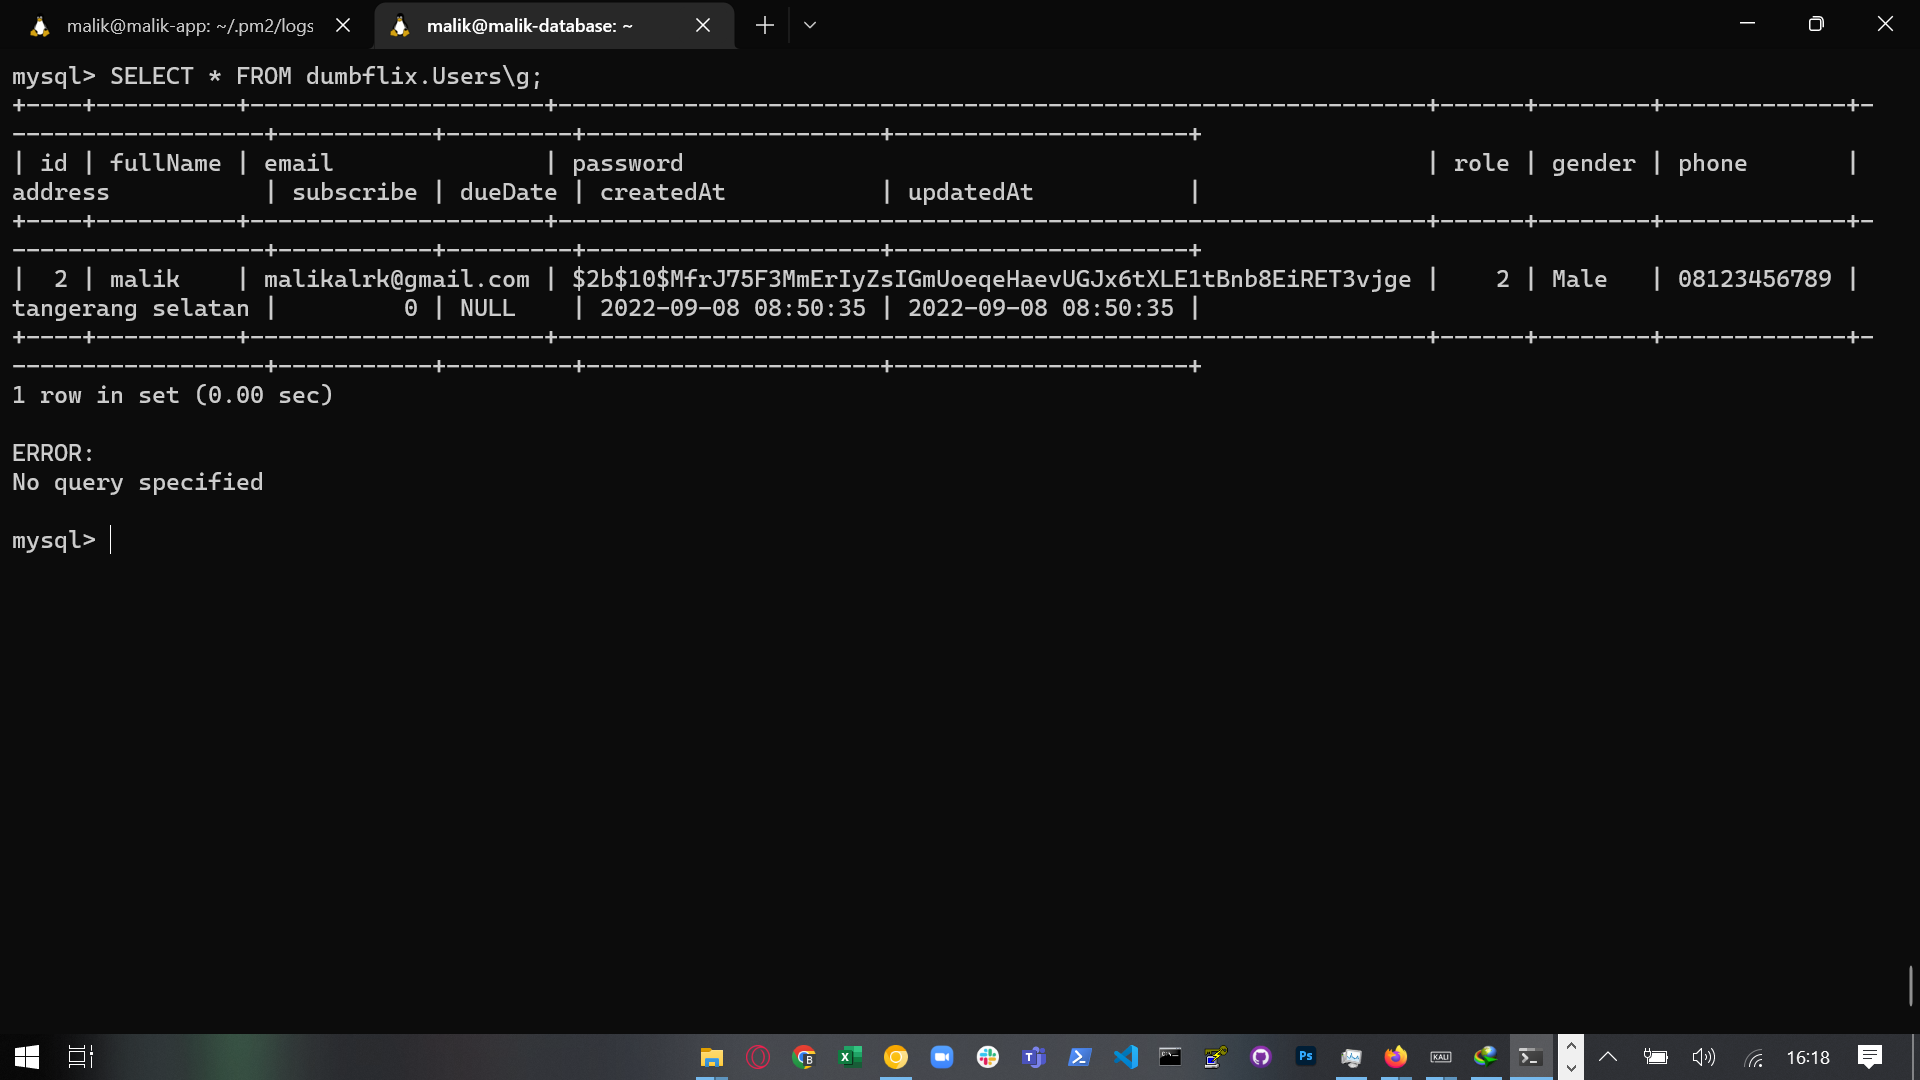 malik@malik-app: ~/.pm2/logs
malik@malik-database: ~
mysql> SELECT * FROM dumbflix.Users\g;
+----+----------+---------------------+--------------------------------------------------------------+------+--------+-------------+-
------------------+-----------+---------+---------------------+---------------------+
| id | fullName | email               | password                                                     | role | gender | phone       |
address           | subscribe | dueDate | createdAt           | updatedAt           |
+----+----------+---------------------+--------------------------------------------------------------+------+--------+-------------+-
------------------+-----------+---------+---------------------+---------------------+
|  2 | malik    | malikalrk@gmail.com | $2b$10$MfrJ75F3MmErIyZsIGmUoeqeHaevUGJx6tXLE1tBnb8EiRET3vjge |    2 | Male   | 08123456789 |
tangerang selatan |         0 | NULL    | 2022-09-08 08:50:35 | 2022-09-08 08:50:35 |
+----+----------+---------------------+--------------------------------------------------------------+------+--------+-------------+-
------------------+-----------+---------+---------------------+---------------------+
1 row in set (0.00 sec)
ERROR:
No query specified
mysql>
B
Ps
KALI
16:18